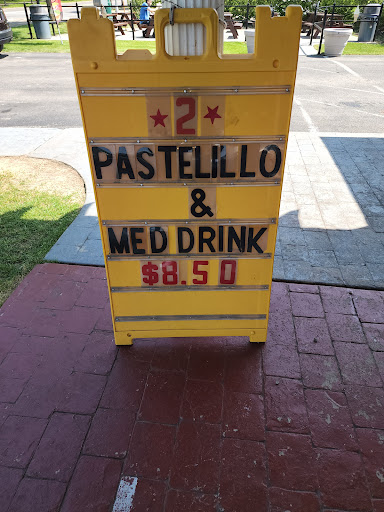 ★ 2 ★
PASTELILLO
&
MED DRINK
$8.50